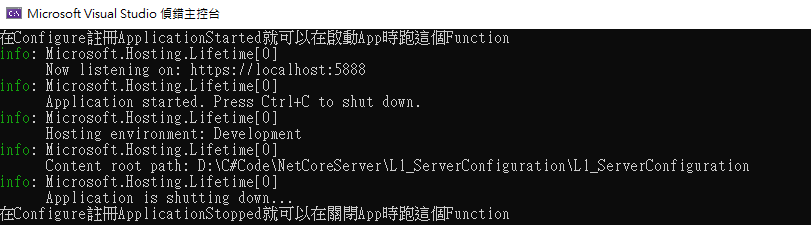 Microsoft Visual Studio 偵錯主控台
在Configure註冊ApplicationStarted就可以在啟動App時跑這個Function
info: Microsoft.Hosting.Lifetime[0]
Now listening on: https://localhost:5888
info: Microsoft.Hosting.Lifetime[0]
Application started. Press Ctrl+C to shut down.
info: Microsoft.Hosting.Lifetime[0]
Hosting environment: Development
info: Microsoft.Hosting.Lifetime[0]
Content root path: D:\C#Code\NetCoreServer\L1_ServerConfiguration\L1_ServerConfiguration
info: Microsoft.Hosting.Lifetime[0]
Application is shutting down...
在Configure註冊ApplicationStopped就可以在關閉App時跑這個Function